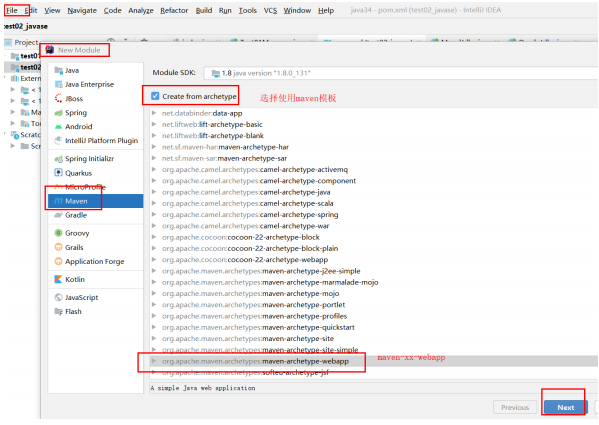 File Edit View Navigate Code Analyze Refactor Build Run Tools VCS Window Help java34 - pom.xml (test02_javase) - IntelliJ IDEA
test02_javase
Project
New Module
test01
test02
Extern
< 1
< 1
Ma
To
Scratc
Scr
Java
Java Enterprise
JBoss
Spring
Android
IntelliJ Platform Plugin
Spring Initializr
Quarkus
MicroProfile
Maven
Gradle
Groovy
Grails
Application Forge
Kotlin
JavaScript
Flash
Module SDK: 1.8 java version "1.8.0_131"
Create from archetype 选择使用maven模板
net.databinder:data-app
net.liftweb:lift-archetype-basic
net.liftweb:lift-archetype-blank
net.sf.maven-har:maven-archetype-har
net.sf.maven-sar:maven-archetype-sar
org.apache.camel.archetypes:camel-archetype-activemq
org.apache.camel.archetypes:camel-archetype-component
org.apache.camel.archetypes:camel-archetype-java
org.apache.camel.archetypes:camel-archetype-scala
org.apache.camel.archetypes:camel-archetype-spring
org.apache.camel.archetypes:camel-archetype-war
org.apache.cocoon:cocoon-22-archetype-block
org.apache.cocoon:cocoon-22-archetype-block-plain
org.apache.cocoon:cocoon-22-archetype-webapp
org.apache.maven.archetypes:maven-archetype-j2ee-simple
org.apache.maven.archetypes:maven-archetype-marmalade-mojo
org.apache.maven.archetypes:maven-archetype-mojo
org.apache.maven.archetypes:maven-archetype-portlet
org.apache.maven.archetypes:maven-archetype-profiles
org.apache.maven.archetypes:maven-archetype-quickstart
org.apache.maven.archetypes:maven-archetype-site
org.apache.maven.archetypes:maven-archetype-site-simple
org.apache.maven.archetypes:maven-archetype-webapp maven-xx-webapp
org.apache.maven.archetypes:softeu-archetype-jsf
A simple Java web application
Previous Next